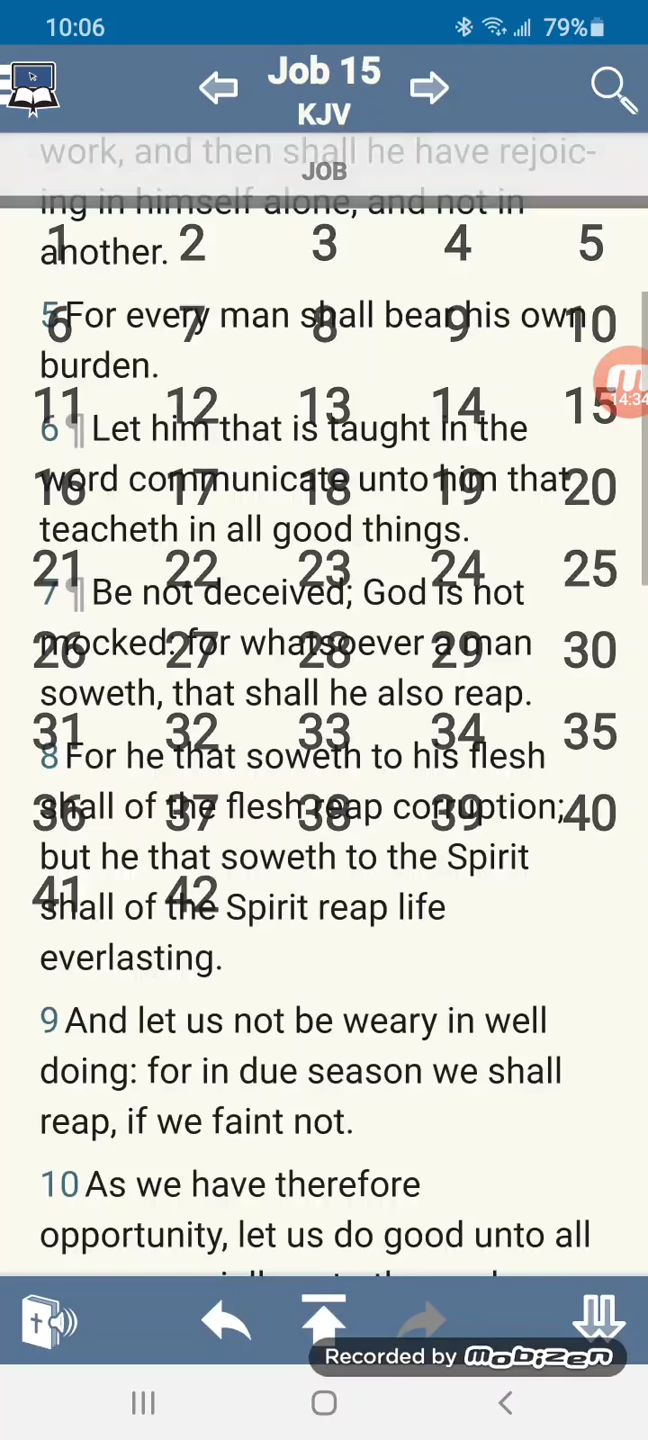 10:06
79%
Job 15
KJV
work, and then shall he have rejoic-
JOB
ing in himself alone, and not in
another.
1 2 3 4 5
5 For every man shall bear his own
6 7 8 9 10
burden.
11 12 13 14 15
14:34
6 ¶ Let him that is taught in the
word communicate unto him that
16 17 18 19 20
teacheth in all good things.
21 22 23 24 25
7 ¶ Be not deceived; God is not
mocked: for whatsoever a man
26 27 28 29 30
soweth, that shall he also reap.
31 32 33 34 35
8 For he that soweth to his flesh
shall of the flesh reap corruption;
36 37 38 39 40
but he that soweth to the Spirit
41 42
shall of the Spirit reap life
everlasting.
9 And let us not be weary in well
doing: for in due season we shall
reap, if we faint not.
10 As we have therefore
opportunity, let us do good unto all
Recorded by mobizen